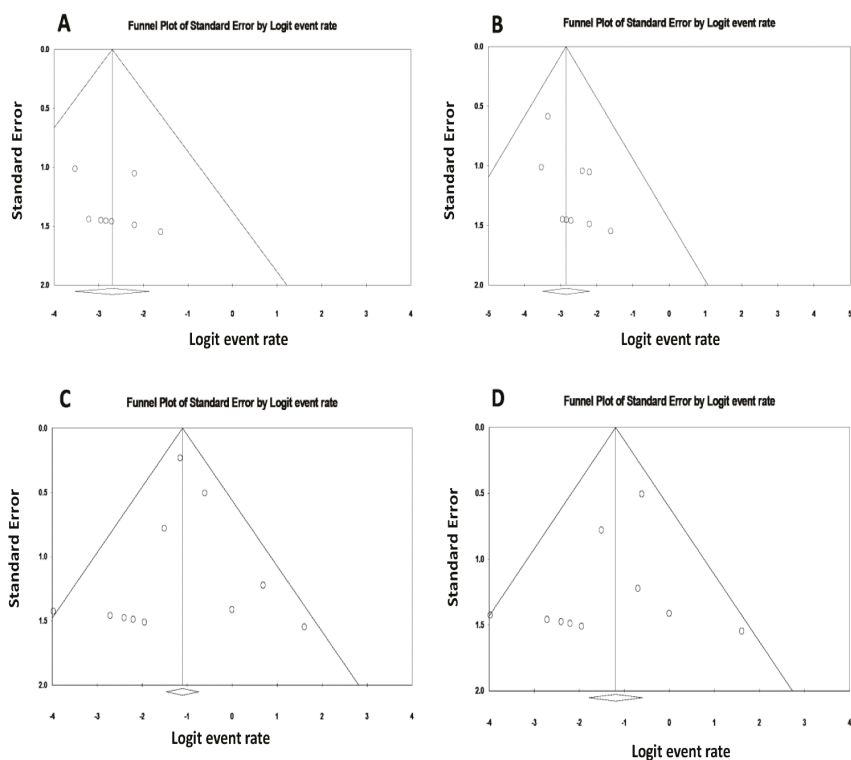 A
Funnel Plot of Standard Error by Logit event rate
0.0
0.5
1.0
1.5
2.0
Standard Error
-4 -3 -2 -1 0 1 2 3 4
Logit event rate
B
Funnel Plot of Standard Error by Logit event rate
0.0
0.5
1.0
1.5
2.0
Standard Error
-5 -4 -3 -2 -1 0 1 2 3 4 5
Logit event rate
C
Funnel Plot of Standard Error by Logit event rate
0.0
0.5
1.0
1.5
2.0
Standard Error
-4 -3 -2 -1 0 1 2 3 4
Logit event rate
D
Funnel Plot of Standard Error by Logit event rate
0.0
0.5
1.0
1.5
2.0
Standard Error
-4 -3 -2 -1 0 1 2 3 4
Logit event rate